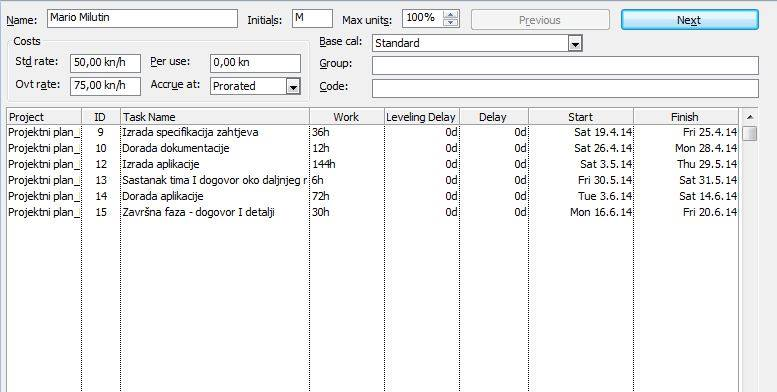 Name: Mario Milutin Initials: M Max units: 100% Previous Next
Costs Base cal: Standard
Std rate: 50,00 kn/h Per use: 0,00 kn Group:
Ovt rate: 75,00 kn/h Accrue at: Prorated Code:
Project ID Task Name Work Leveling Delay Delay Start Finish
Projektni plan_ 9 Izrada specifikacija zahtjeva 36h 0d 0d Sat 19.4.14 Fri 25.4.14
Projektni plan_ 10 Dorada dokumentacije 12h 0d 0d Sat 26.4.14 Mon 28.4.14
Projektni plan_ 12 Izrada aplikacije 144h 0d 0d Sat 3.5.14 Thu 29.5.14
Projektni plan_ 13 Sastanak tima I dogovor oko daljnjeg r 6h 0d 0d Fri 30.5.14 Sat 31.5.14
Projektni plan_ 14 Dorada aplikacije 72h 0d 0d Tue 3.6.14 Sat 14.6.14
Projektni plan_ 15 Završna faza - dogovor I detalji 30h 0d 0d Mon 16.6.14 Fri 20.6.14